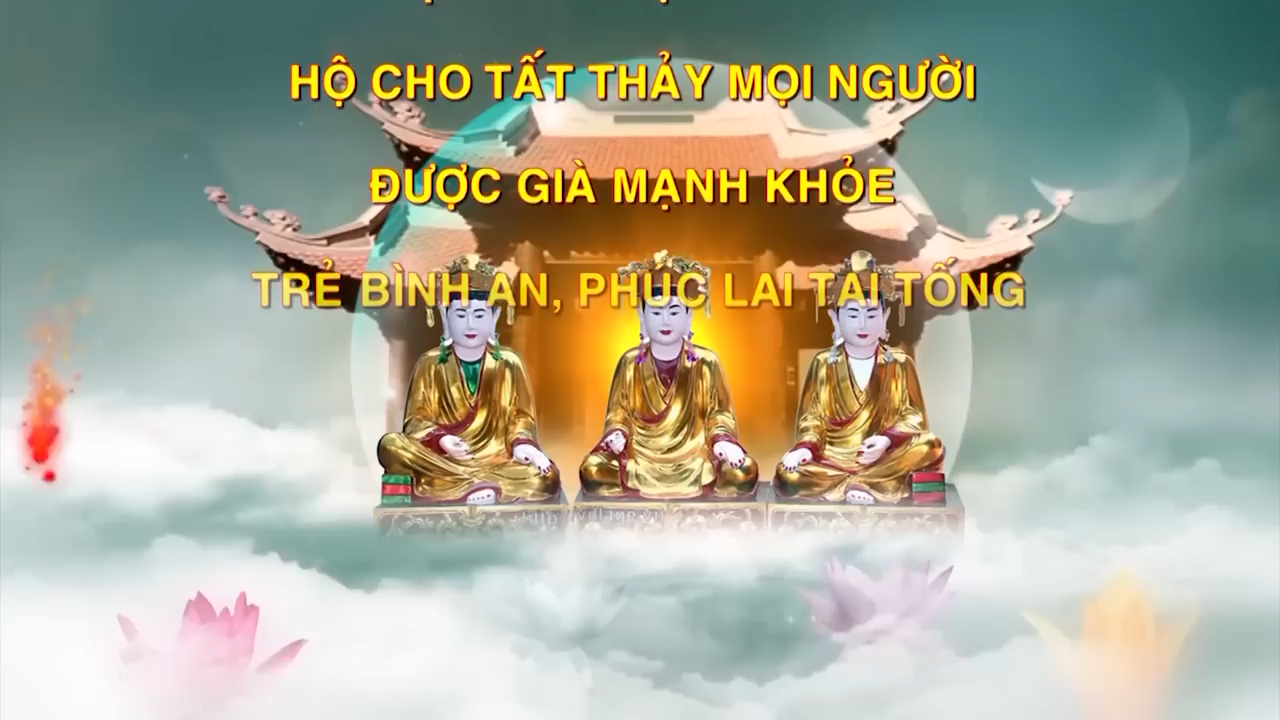 HỘ CHO TẤT THẢY MỌI NGƯỜI
ĐƯỢC GIÀ MẠNH KHỎE
TRẺ BÌNH AN, PHÚC LAI TAI TỐNG